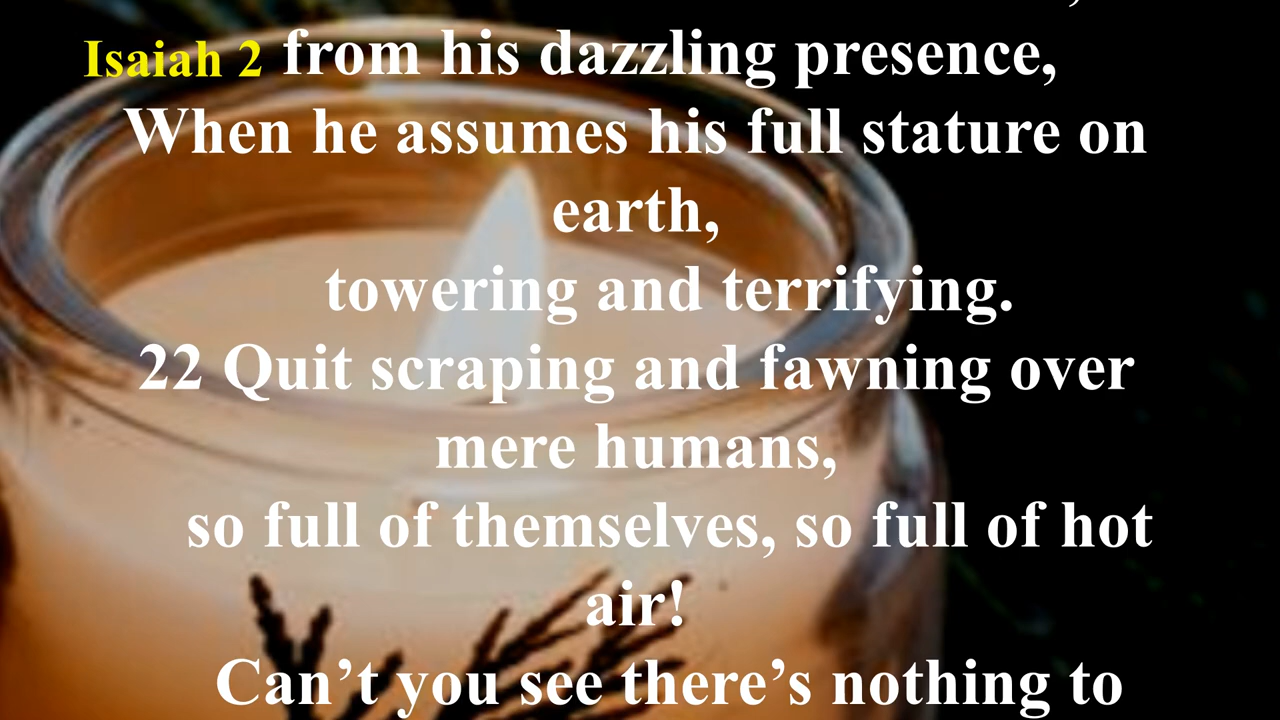 Isaiah 2 from his dazzling presence,
When he assumes his full stature on
earth,
towering and terrifying.
22 Quit scraping and fawning over
mere humans,
so full of themselves, so full of hot
air!
Can’t you see there’s nothing to